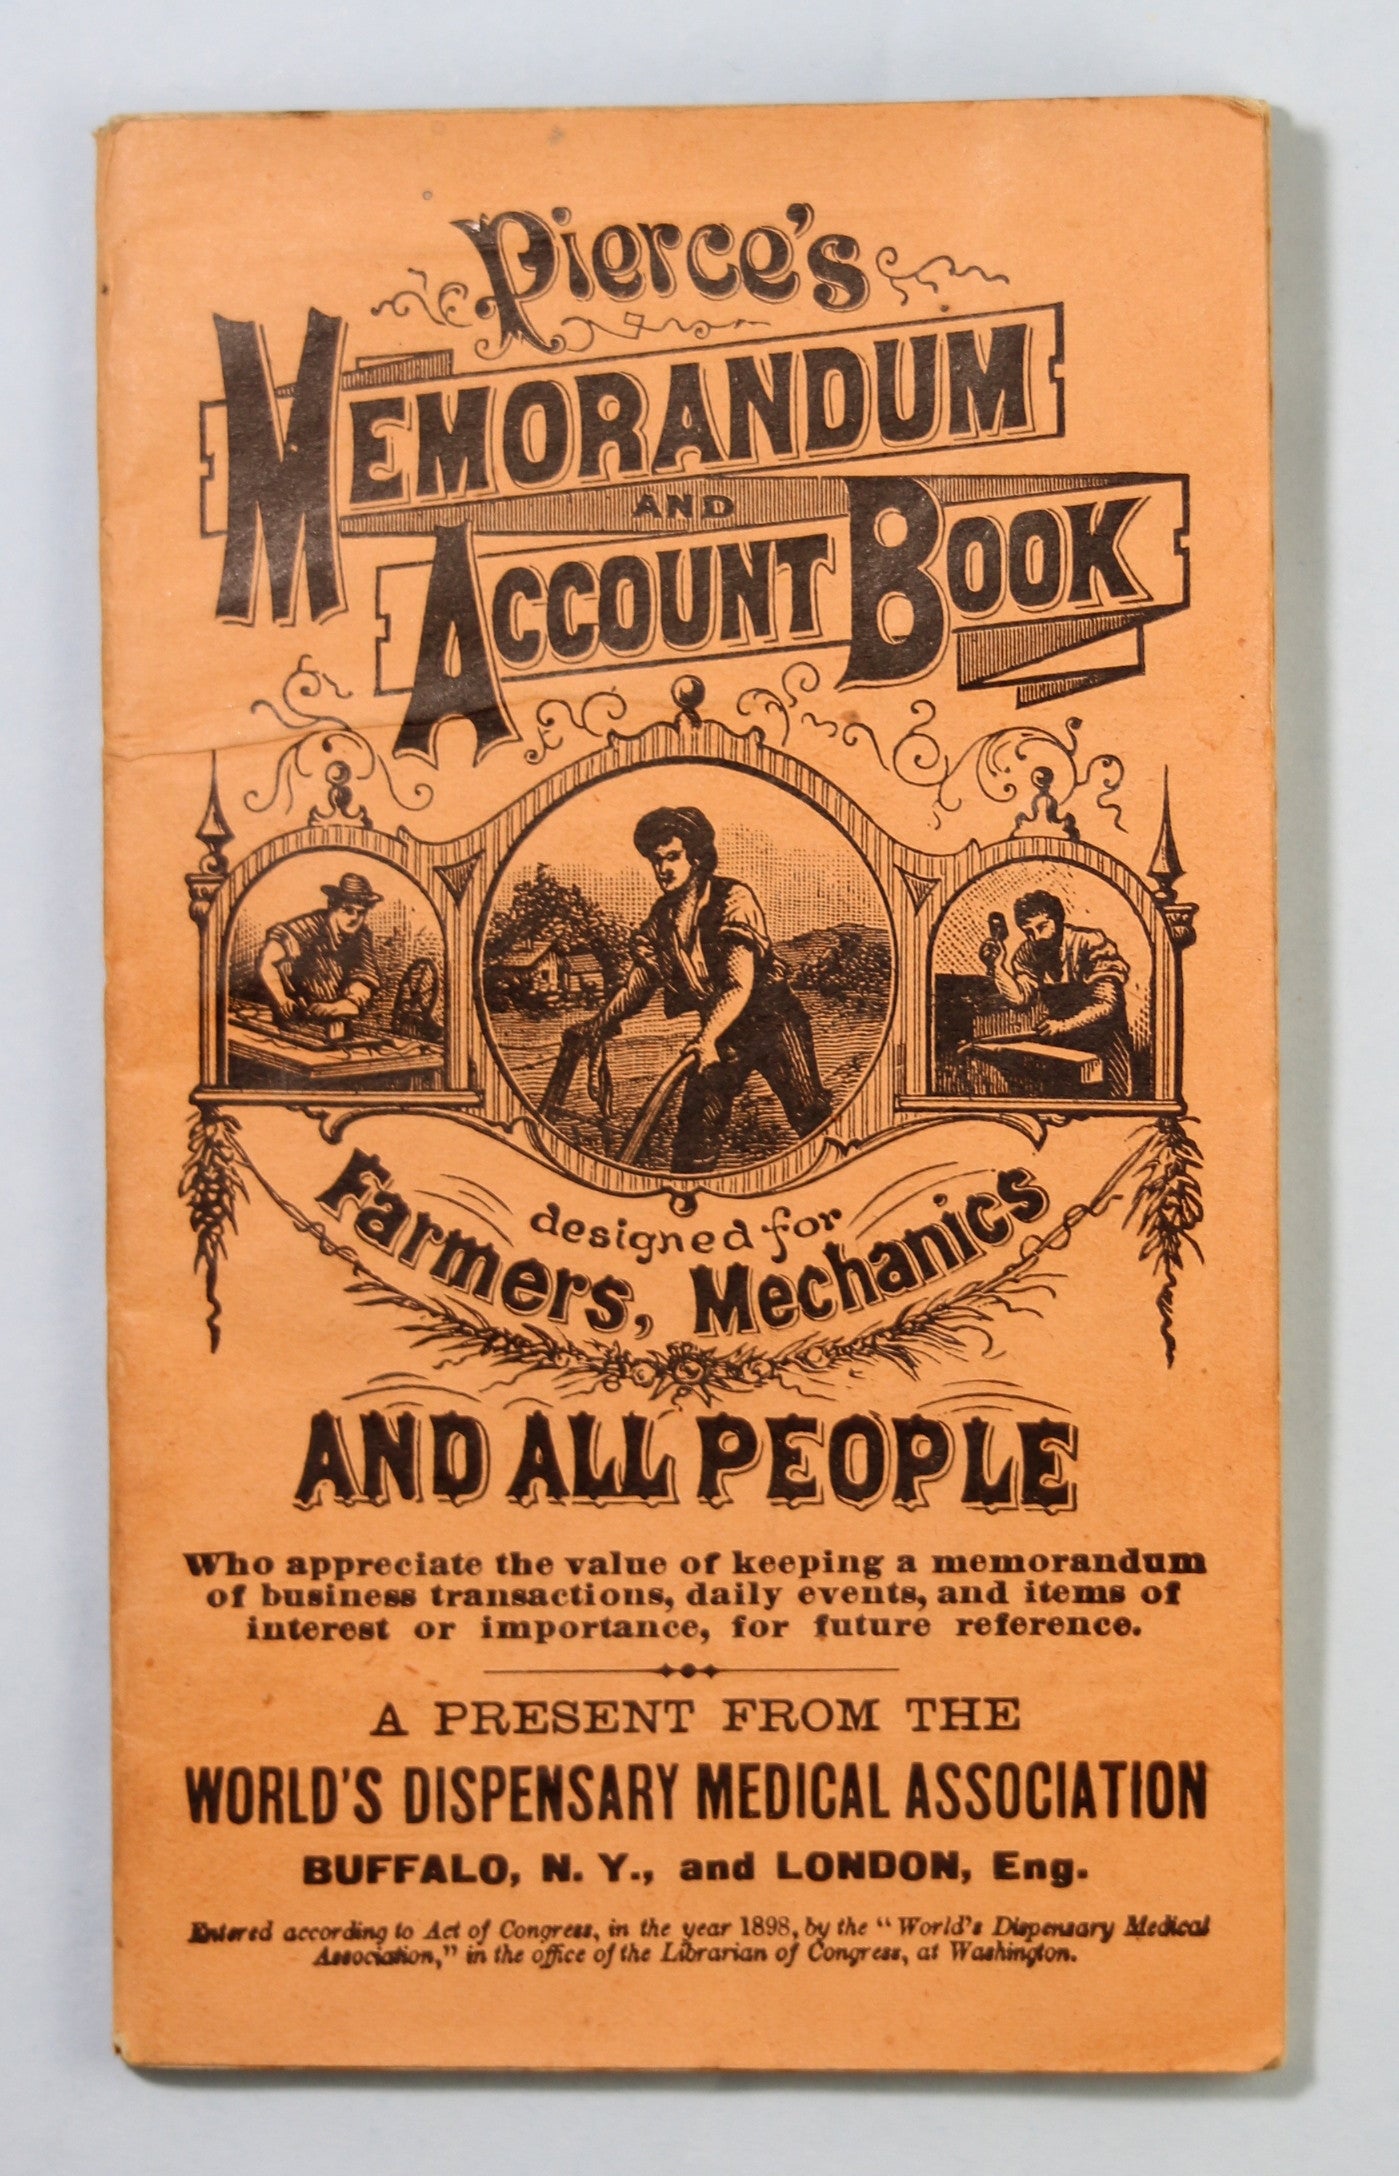 Pierce's
MEMORANDUM
AND
ACCOUNT BOOK
designed for
Farmers, Mechanics
AND ALL PEOPLE
Who appreciate the value of keeping a memorandum
of business transactions, daily events, and items of
interest or importance, for future reference.
A PRESENT FROM THE
WORLD'S DISPENSARY MEDICAL ASSOCIATION
BUFFALO, N. Y., and LONDON, Eng.
Entered according to Act of Congress, in the year 1898, by the "World's Dispensary Medical
Association," in the office of the Librarian of Congress, at Washington.